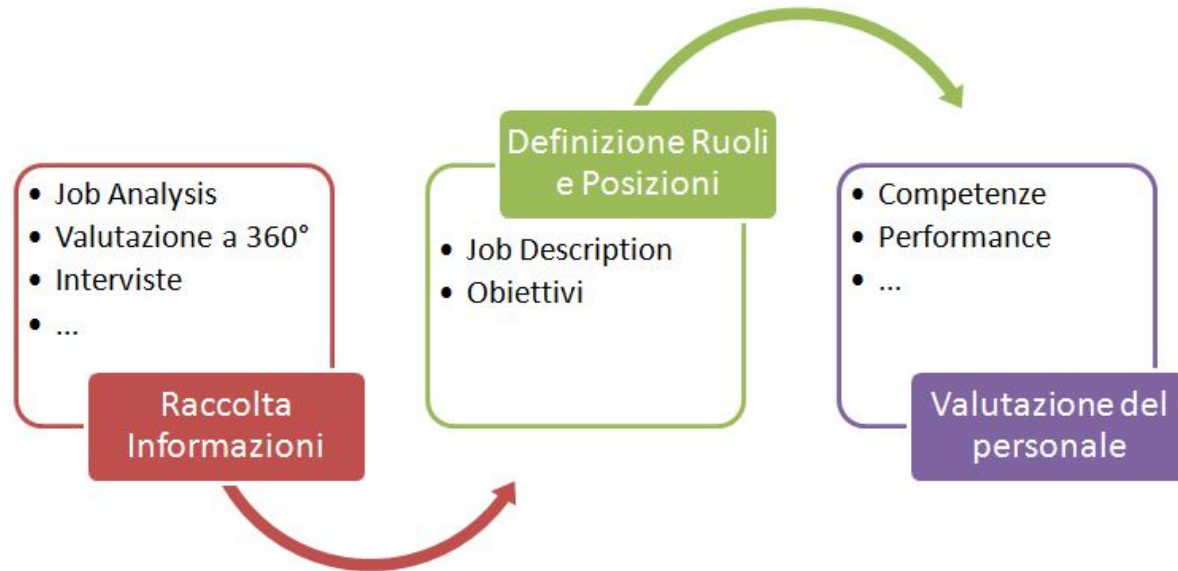 • Job Analysis
• Valutazione a 360°
• Interviste
• ...
Raccolta
Informazioni
Definizione Ruoli
e Posizioni
• Job Description
• Obiettivi
• Competenze
• Performance
• ...
Valutazione del
personale